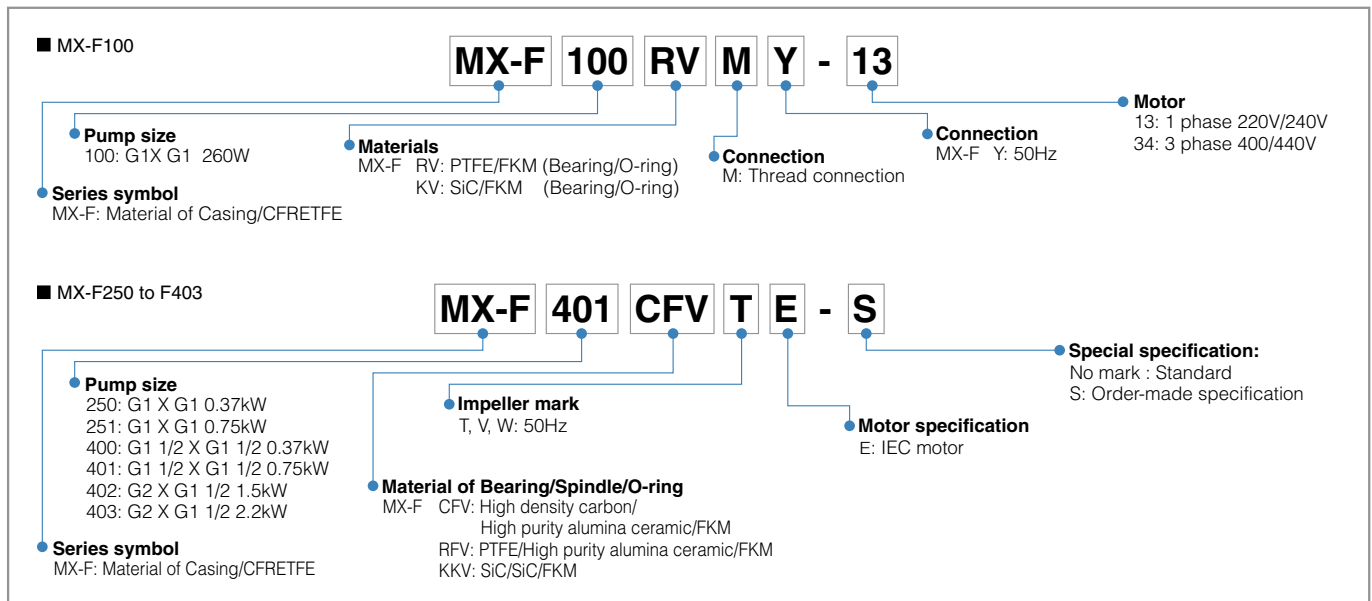 ■ MX-F100
MX-F 100 RV M Y - 13
Motor
13: 1 phase 220V/240V
34: 3 phase 400/440V
Connection
MX-F Y: 50Hz
Connection
M: Thread connection
Materials
MX-F RV: PTFE/FKM (Bearing/O-ring)
KV: SiC/FKM (Bearing/O-ring)
Pump size
100: G1X G1 260W
Series symbol
MX-F: Material of Casing/CFRETFE
■ MX-F250 to F403
MX-F 401 CFV T E - S
Special specification:
No mark : Standard
S: Order-made specification
Motor specification
E: IEC motor
Impeller mark
T, V, W: 50Hz
Material of Bearing/Spindle/O-ring
MX-F CFV: High density carbon/
High purity alumina ceramic/FKM
RFV: PTFE/High purity alumina ceramic/FKM
KKV: SiC/SiC/FKM
Pump size
250: G1 X G1 0.37kW
251: G1 X G1 0.75kW
400: G1 1/2 X G1 1/2 0.37kW
401: G1 1/2 X G1 1/2 0.75kW
402: G2 X G1 1/2 1.5kW
403: G2 X G1 1/2 2.2kW
Series symbol
MX-F: Material of Casing/CFRETFE